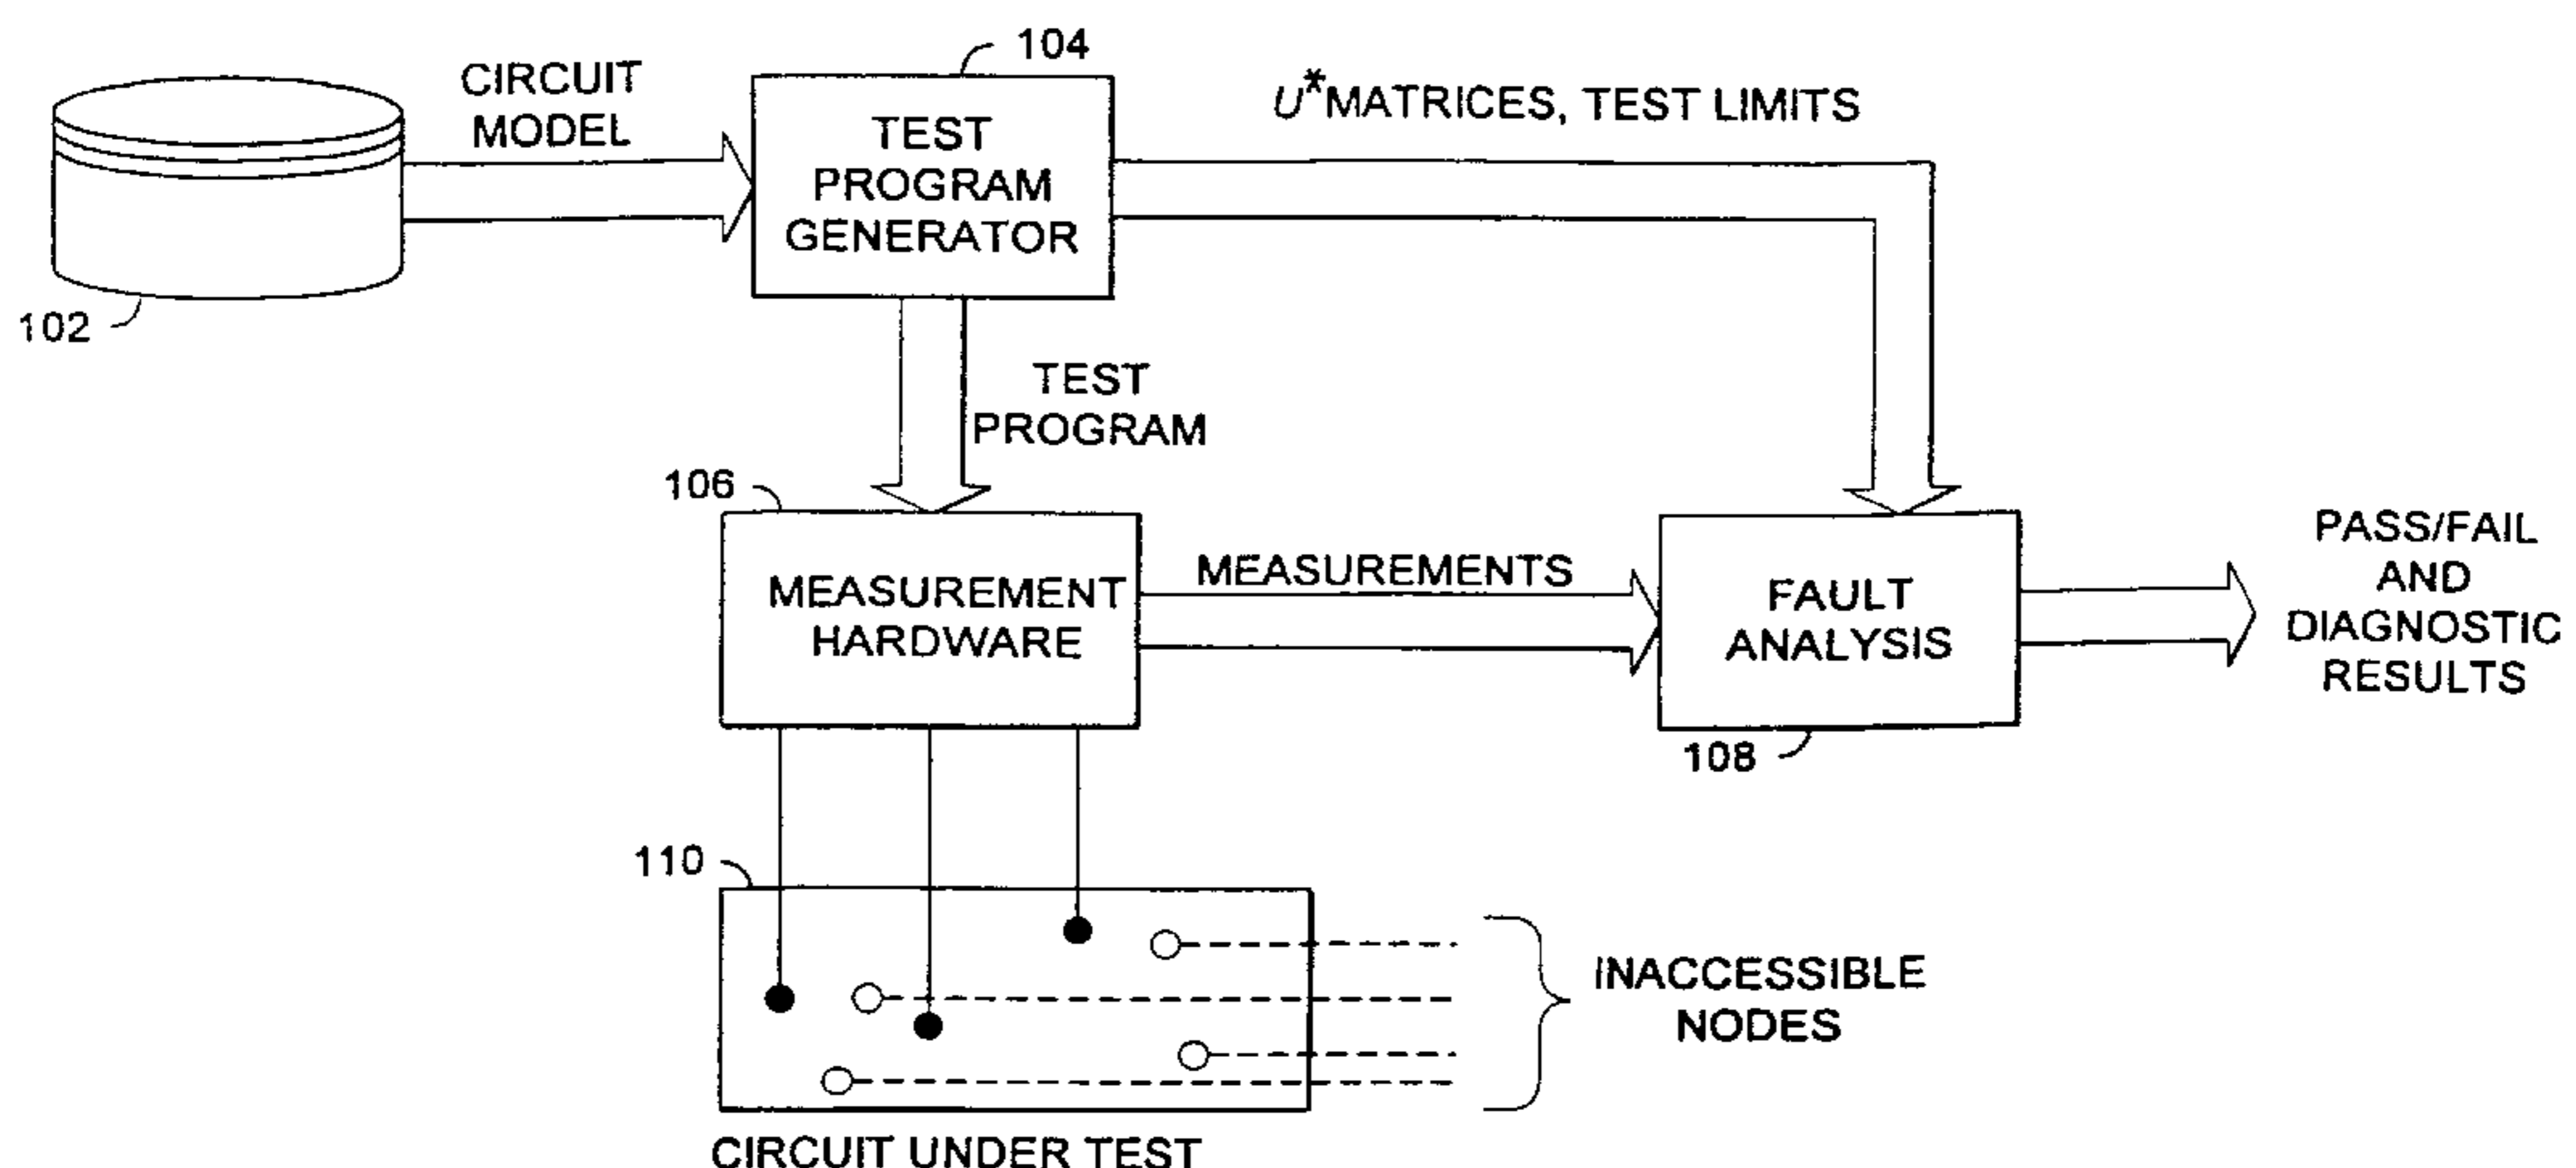 104
CIRCUIT
MODEL
TEST
PROGRAM
GENERATOR
U* MATRICES, TEST LIMITS
102
TEST
PROGRAM
106
MEASUREMENT
HARDWARE
MEASUREMENTS
FAULT
ANALYSIS
PASS/FAIL
AND
DIAGNOSTIC
RESULTS
108
110
INACCESSIBLE
NODES
CIRCUIT UNDER TEST